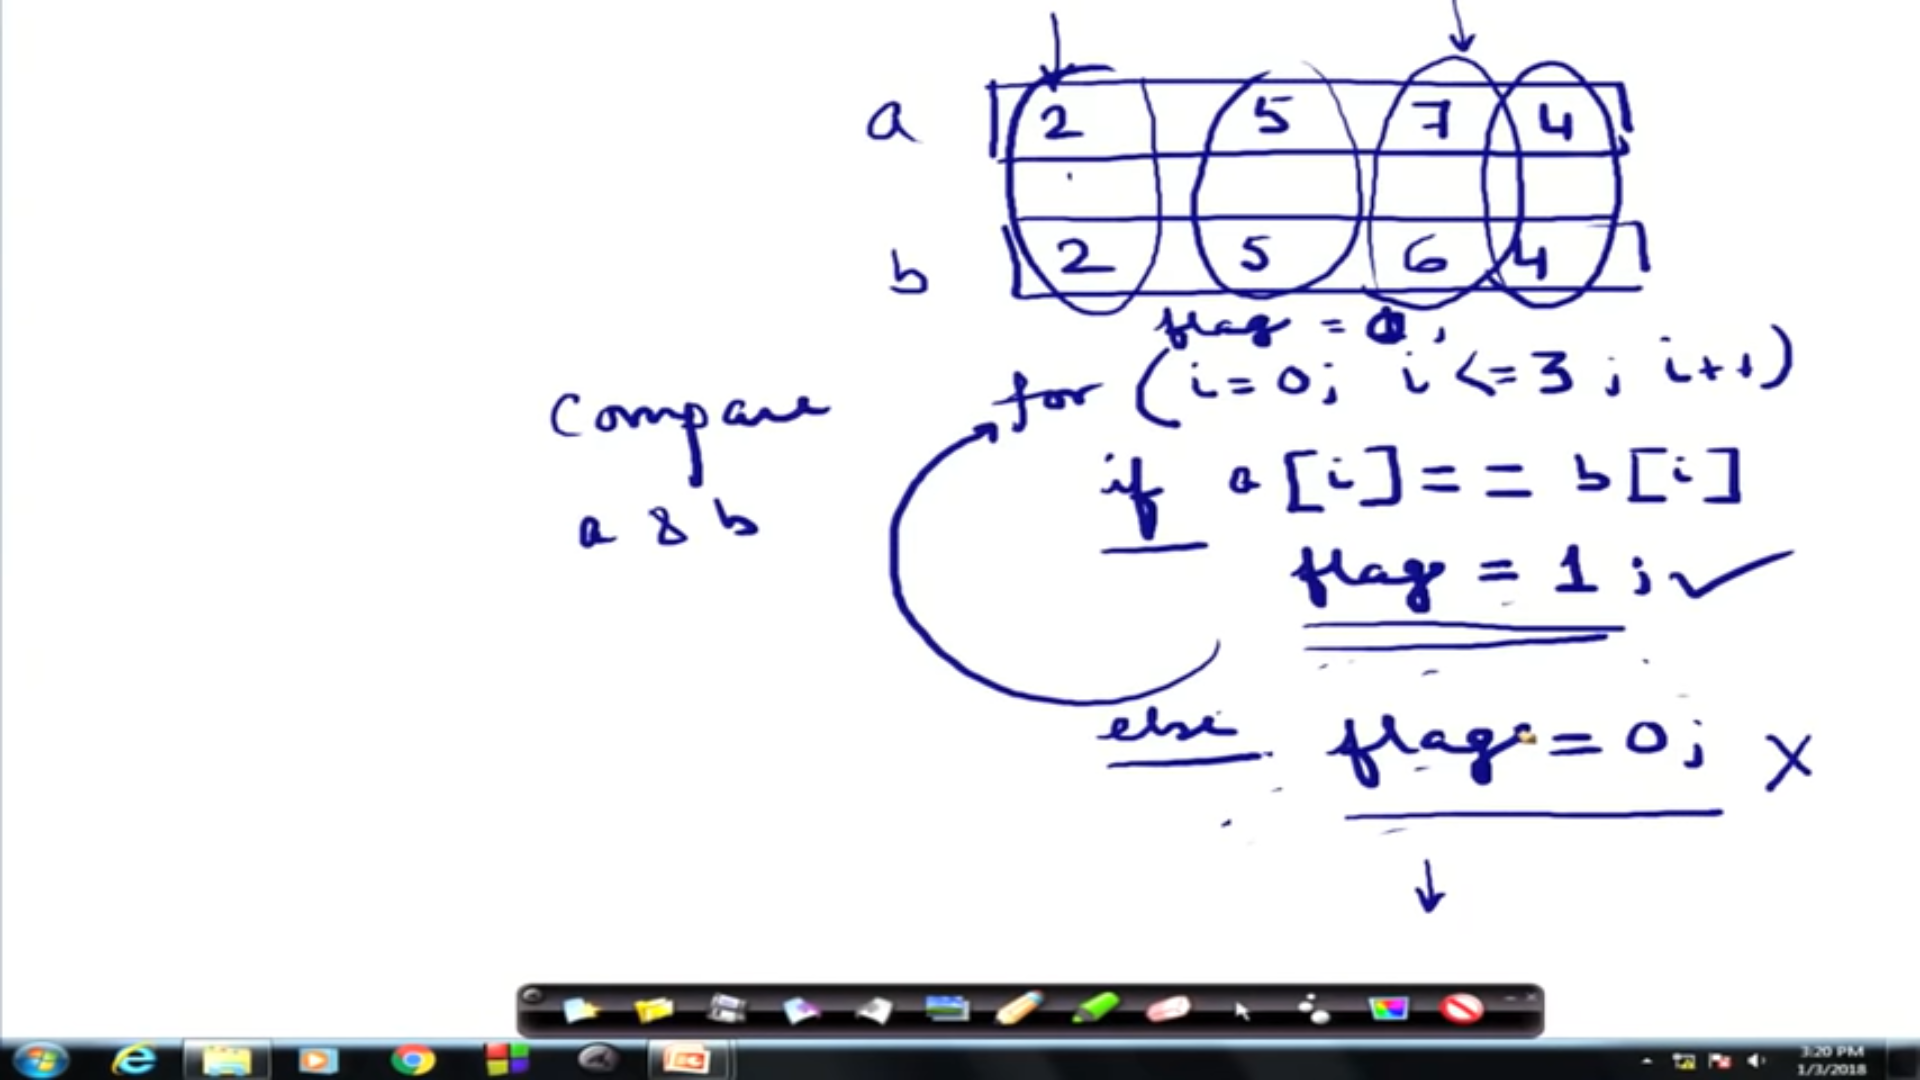 a 2 5 7 4
b 2 5 6 4
flag = ;
for (i=0; i<=3; i++)
Compare
a & b
if a[i]== b[i]
flag = 1;
else flag = 0; X
3:20 PM
1/3/2018